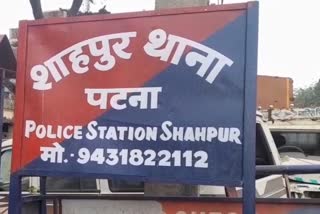 शाहपुर थाना
पटना
POLICE STATION SHAHPUR
मो.- 9431822112